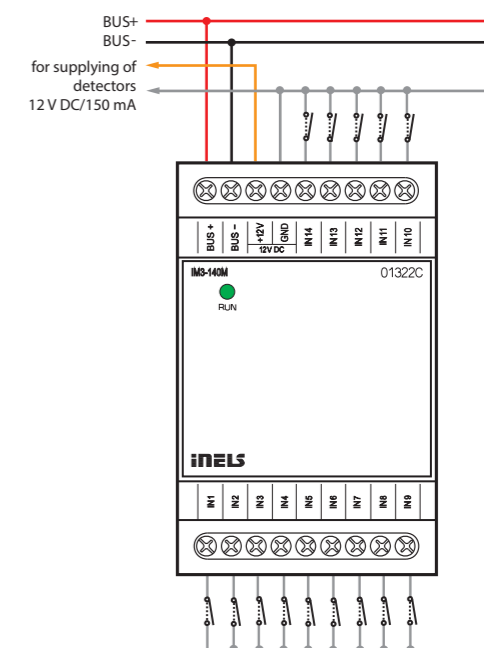 BUS+
BUS-
for supplying of
detectors
12 V DC/150 mA
BUS +
BUS –
+12V
GND
12V DC
IN14
IN13
IN12
IN11
IN10
IM3-140M
01322C
RUN
iNELS
IN1
IN2
IN3
IN4
IN5
IN6
IN7
IN8
IN9